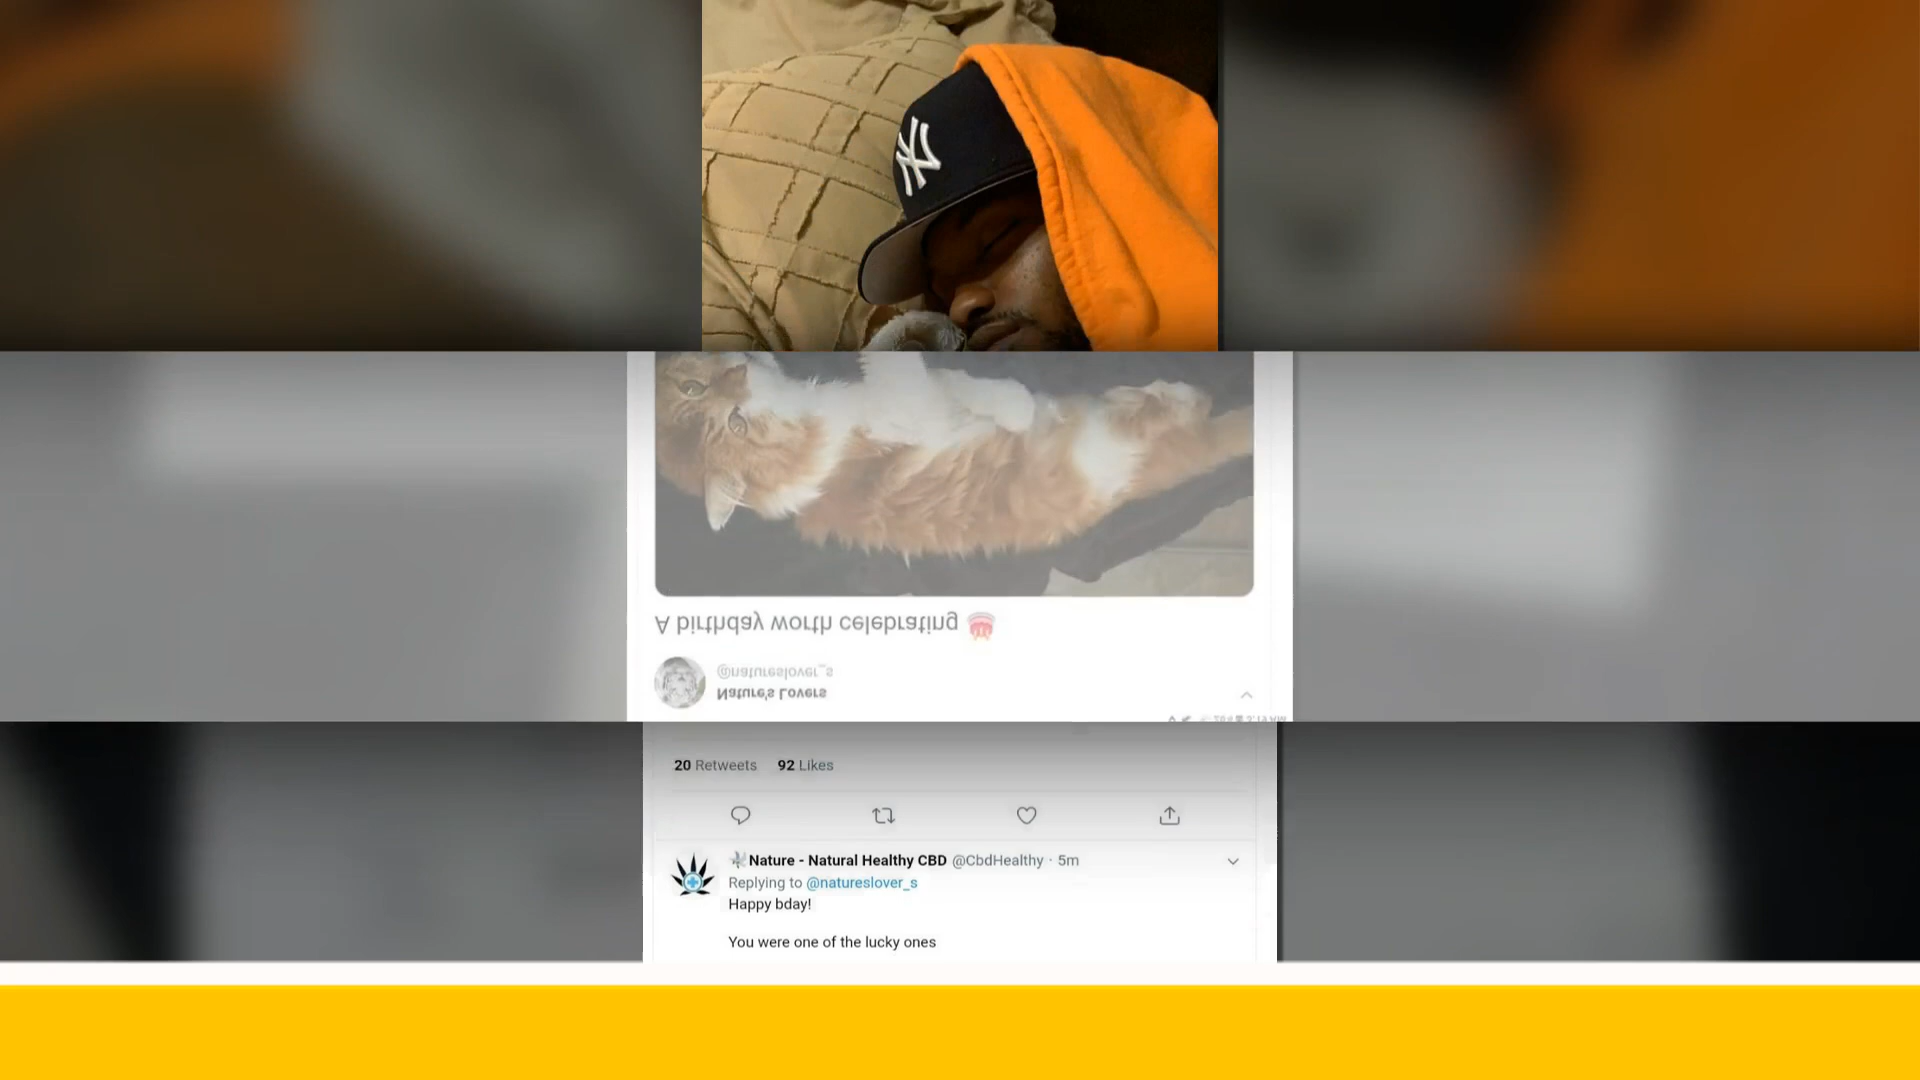 NY
A birthday worth celebrating
@natureslover_s
Nature's Lovers
20 Retweets 92 Likes
Nature - Natural Healthy CBD @CbdHealthy · 5m
Replying to @natureslover_s
Happy bday!
You were one of the lucky ones